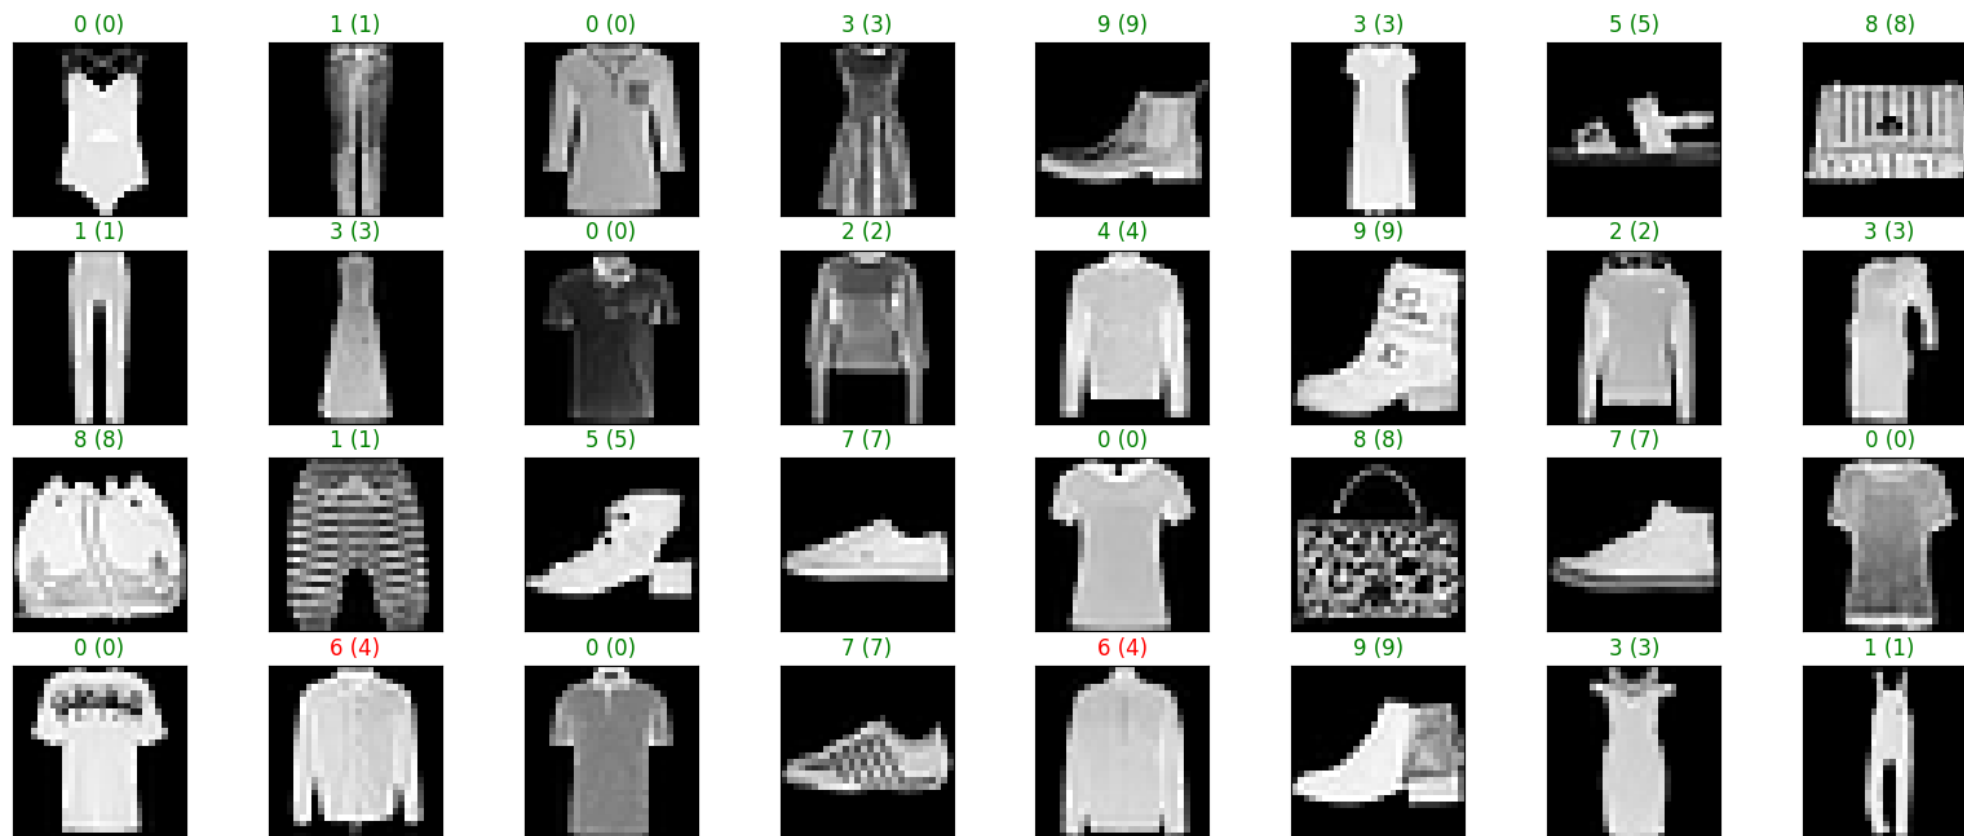 0 (0) 1 (1) 0 (0) 3 (3) 9 (9) 3 (3) 5 (5) 8 (8)
1 (1) 3 (3) 0 (0) 2 (2) 4 (4) 9 (9) 2 (2) 3 (3)
8 (8) 1 (1) 5 (5) 7 (7) 0 (0) 8 (8) 7 (7) 0 (0)
0 (0) 6 (4) 0 (0) 7 (7) 6 (4) 9 (9) 3 (3) 1 (1)